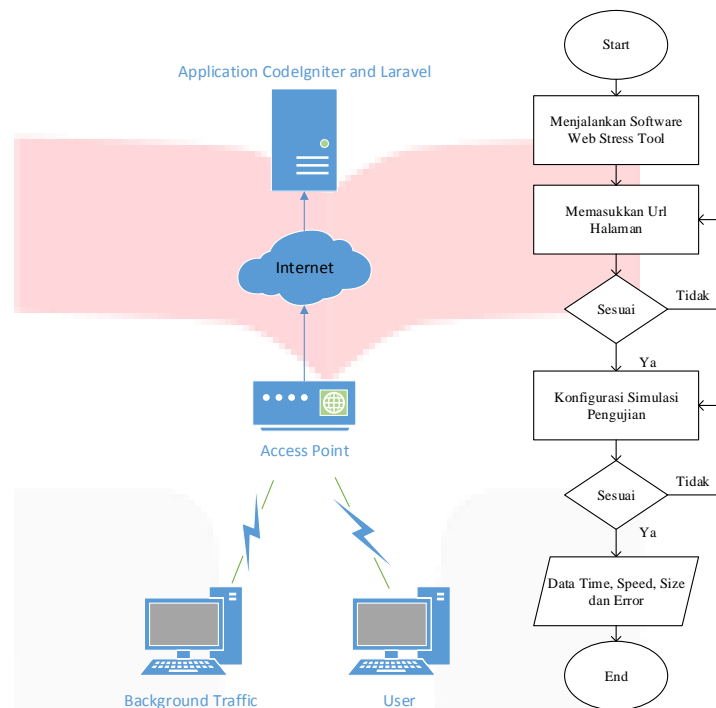 Application CodeIgniter and Laravel
Internet
Access Point
Background Traffic
User
Start
Menjalankan Software
Web Stress Tool
Memasukkan Url
Halaman
Sesuai
Tidak
Ya
Konfigurasi Simulasi
Pengujian
Sesuai
Tidak
Ya
Data Time, Speed, Size
dan Error
End